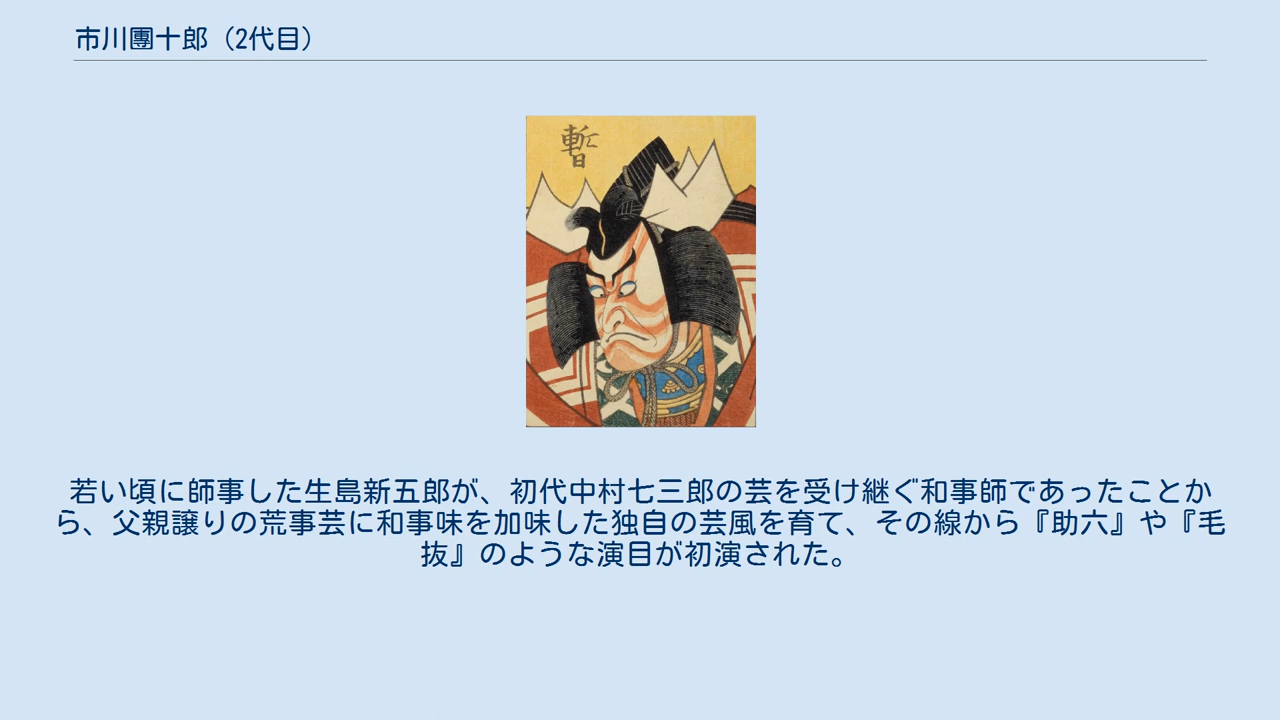 市川團十郎（2代目）
暫
若い頃に師事した生島新五郎が、初代中村七三郎の芸を受け継ぐ和事師であったことか
ら、父親譲りの荒事芸に和事味を加味した独自の芸風を育て、その線から『助六』や『毛
抜』のような演目が初演された。